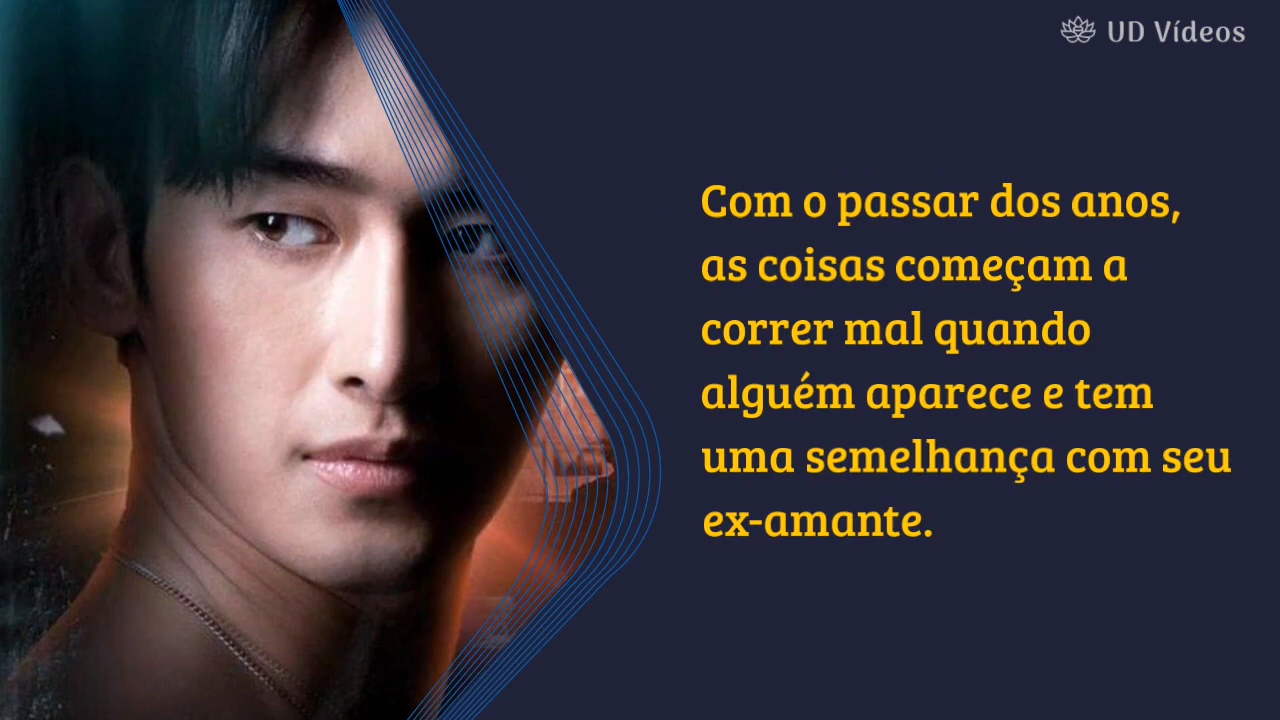 UD Vídeos
Com o passar dos anos,
as coisas começam a
correr mal quando
alguém aparece e tem
uma semelhança com seu
ex-amante.